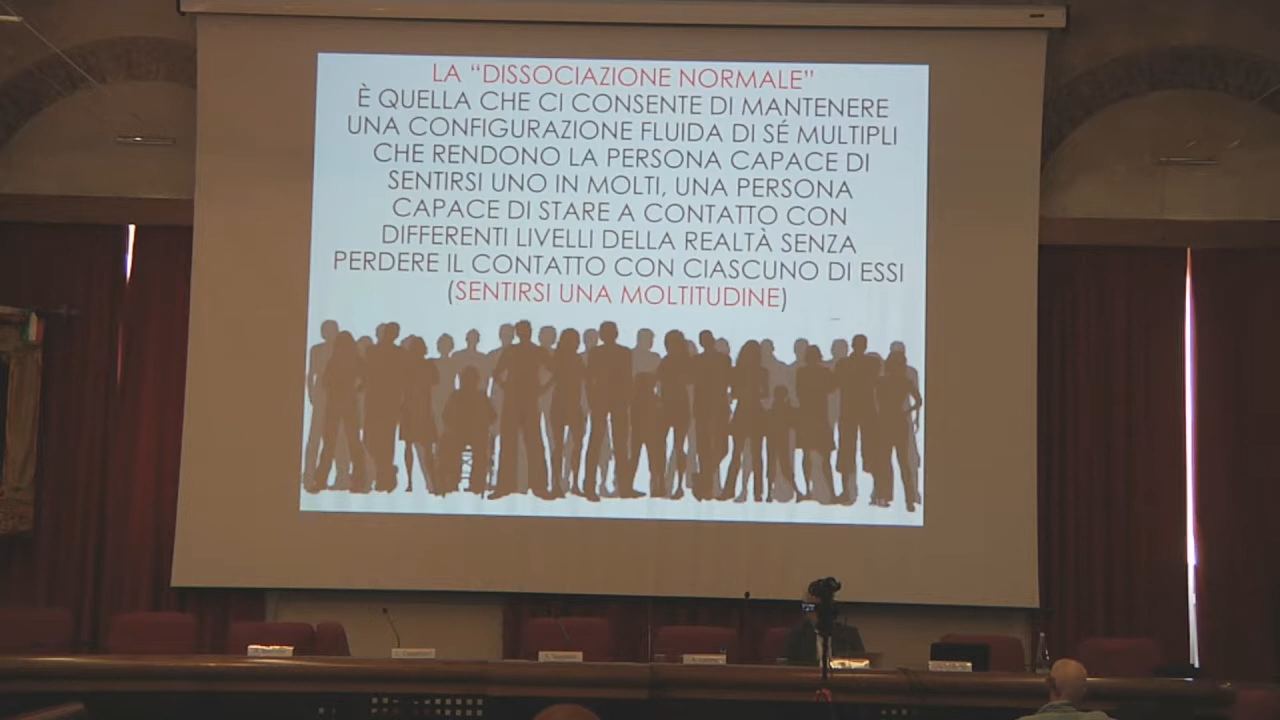 LA “DISSOCIAZIONE NORMALE”
È QUELLA CHE CI CONSENTE DI MANTENERE
UNA CONFIGURAZIONE FLUIDA DI SÉ MULTIPLI
CHE RENDONO LA PERSONA CAPACE DI
SENTIRSI UNO IN MOLTI, UNA PERSONA
CAPACE DI STARE A CONTATTO CON
DIFFERENTI LIVELLI DELLA REALTÀ SENZA
PERDERE IL CONTATTO CON CIASCUNO DI ESSI
(SENTIRSI UNA MOLTITUDINE)